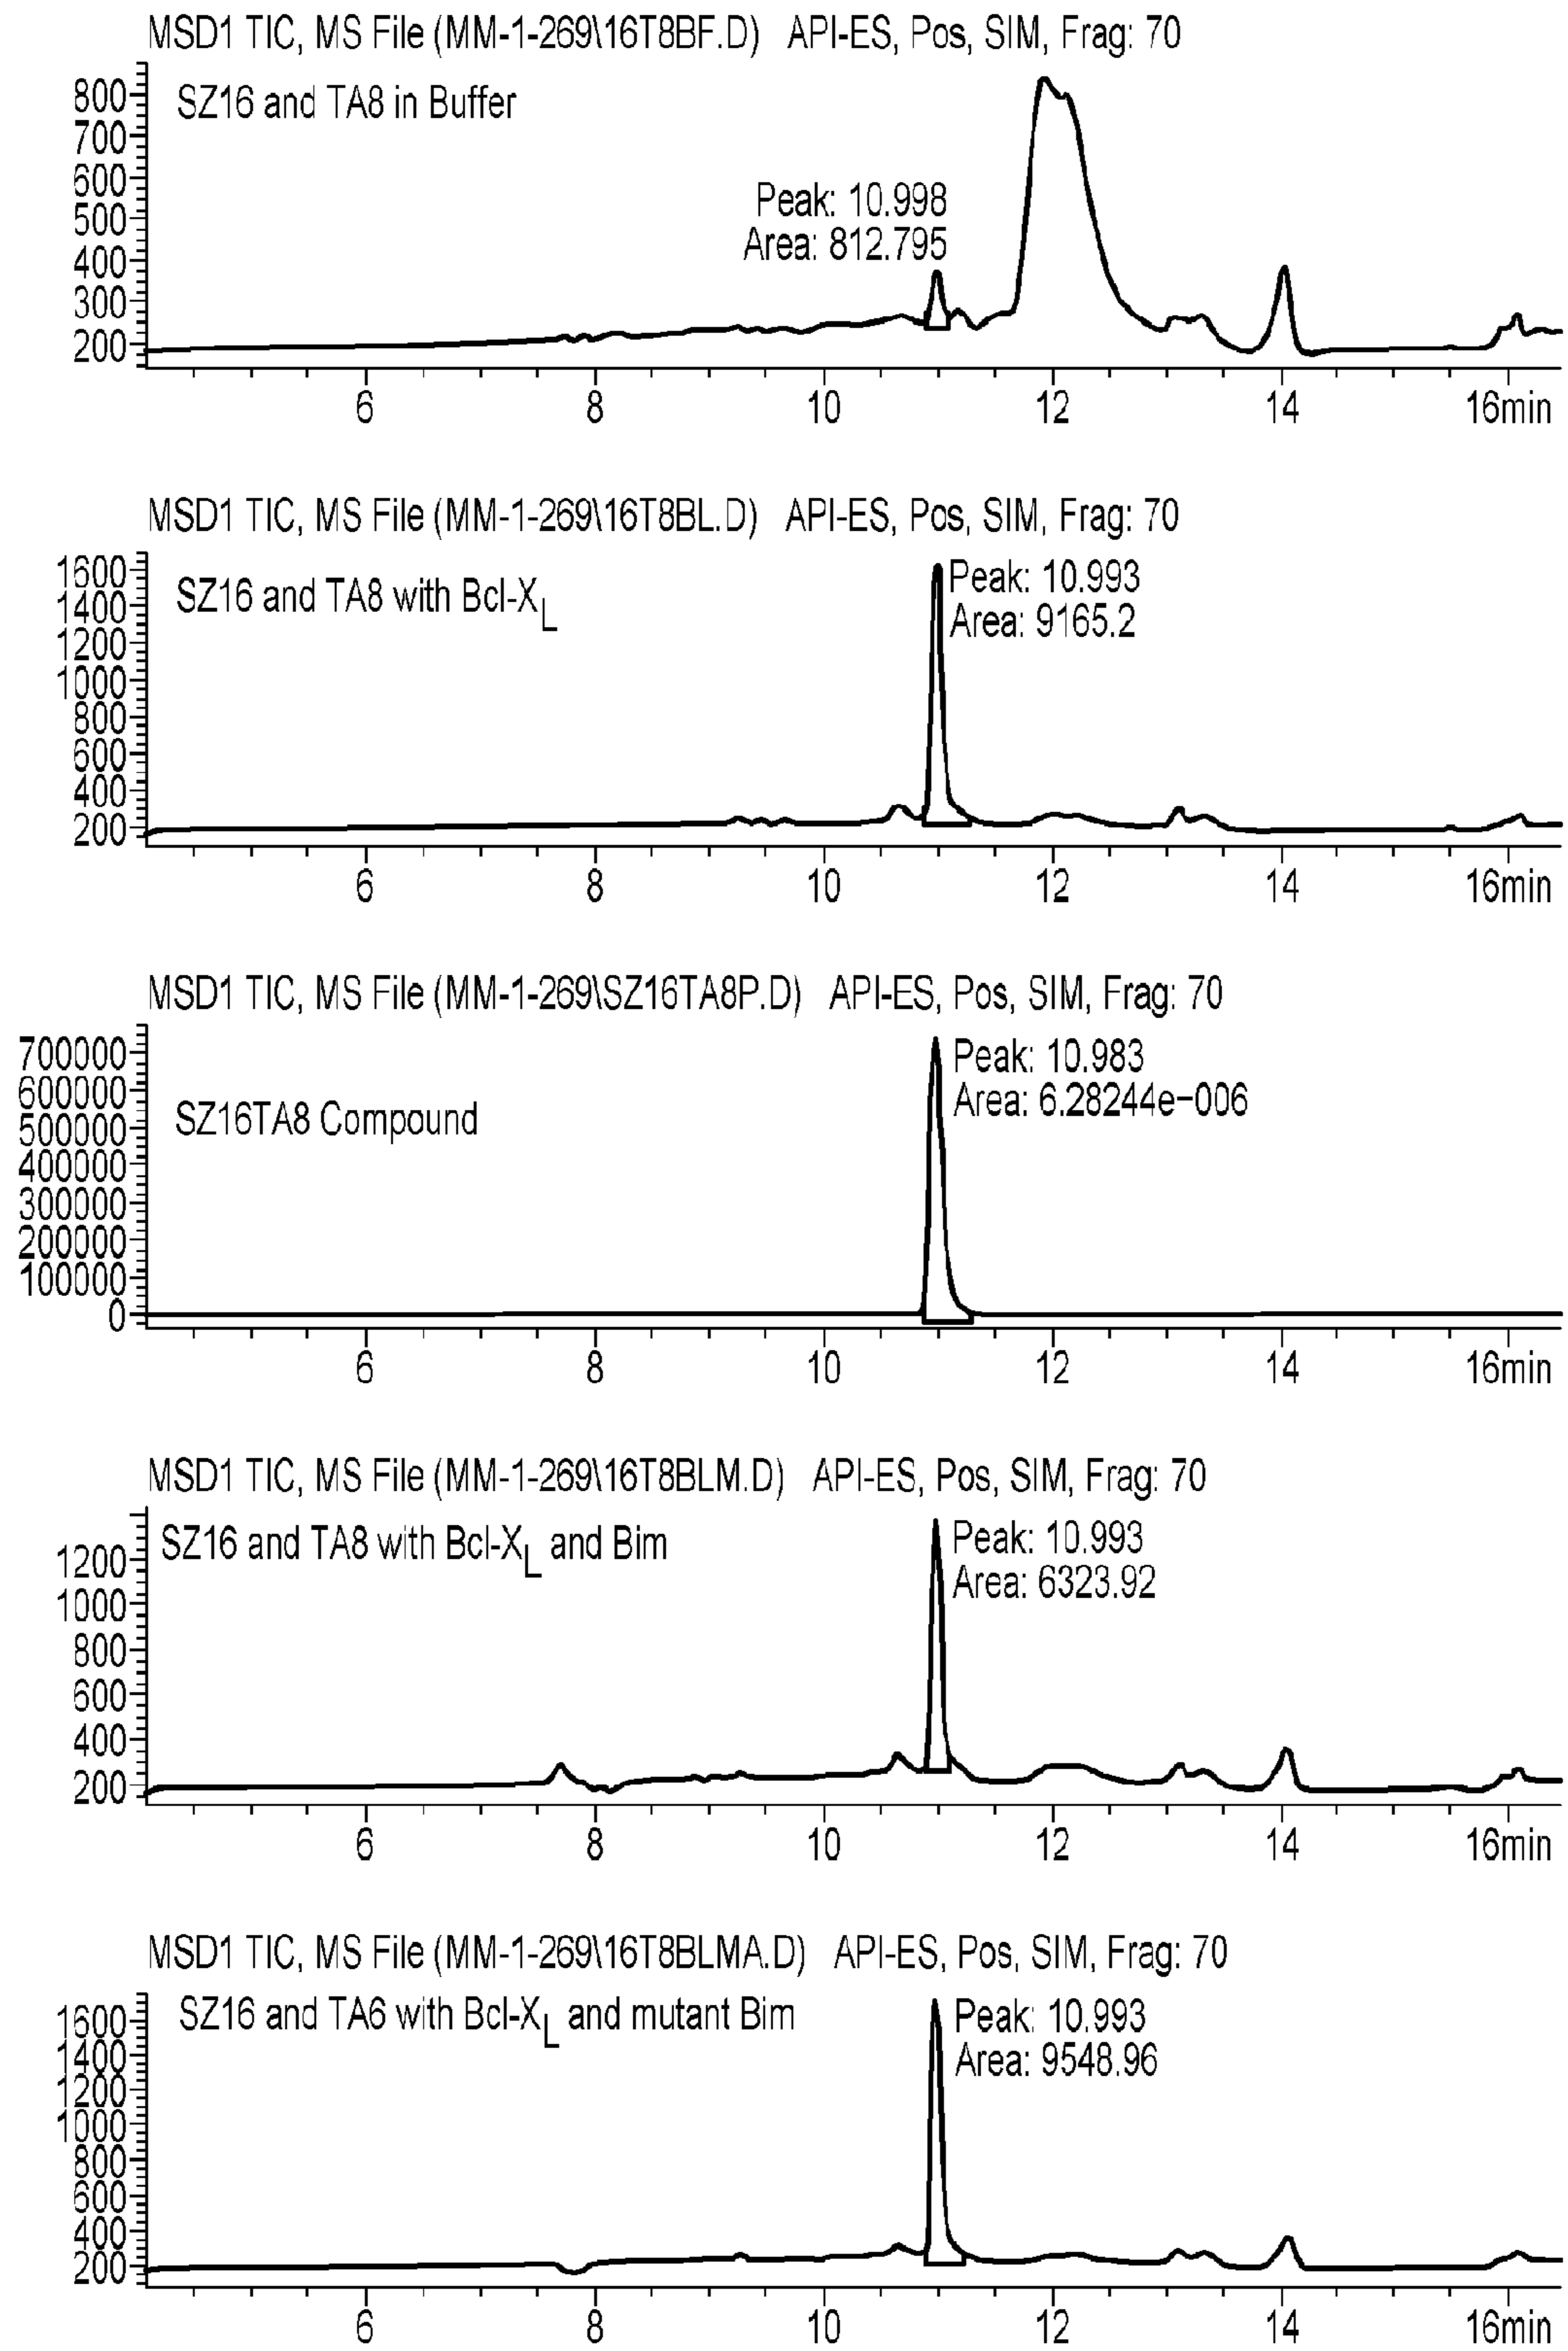 MSD1 TIC, MS File (MM-1-269\16T8BF.D) API-ES, Pos, SIM, Frag: 70
SZ16 and TA8 in Buffer
Peak: 10.998
Area: 812.795
800
700
600
500
400
300
200
6 8 10 12 14 16min
MSD1 TIC, MS File (MM-1-269\16T8BL.D) API-ES, Pos, SIM, Frag: 70
SZ16 and TA8 with Bcl-XL
Peak: 10.993
Area: 9165.2
1600
1400
1200
1000
800
600
400
200
6 8 10 12 14 16min
MSD1 TIC, MS File (MM-1-269\SZ16TA8P.D) API-ES, Pos, SIM, Frag: 70
SZ16TA8 Compound
Peak: 10.983
Area: 6.28244e-006
700000
600000
500000
400000
300000
200000
100000
0
6 8 10 12 14 16min
MSD1 TIC, MS File (MM-1-269\16T8BLM.D) API-ES, Pos, SIM, Frag: 70
SZ16 and TA8 with Bcl-XL and Bim
Peak: 10.993
Area: 6323.92
1200
1000
800
600
400
200
6 8 10 12 14 16min
MSD1 TIC, MS File (MM-1-269\16T8BLMA.D) API-ES, Pos, SIM, Frag: 70
SZ16 and TA6 with Bcl-XL and mutant Bim
Peak: 10.993
Area: 9548.96
1600
1400
1200
1000
800
600
400
200
6 8 10 12 14 16min